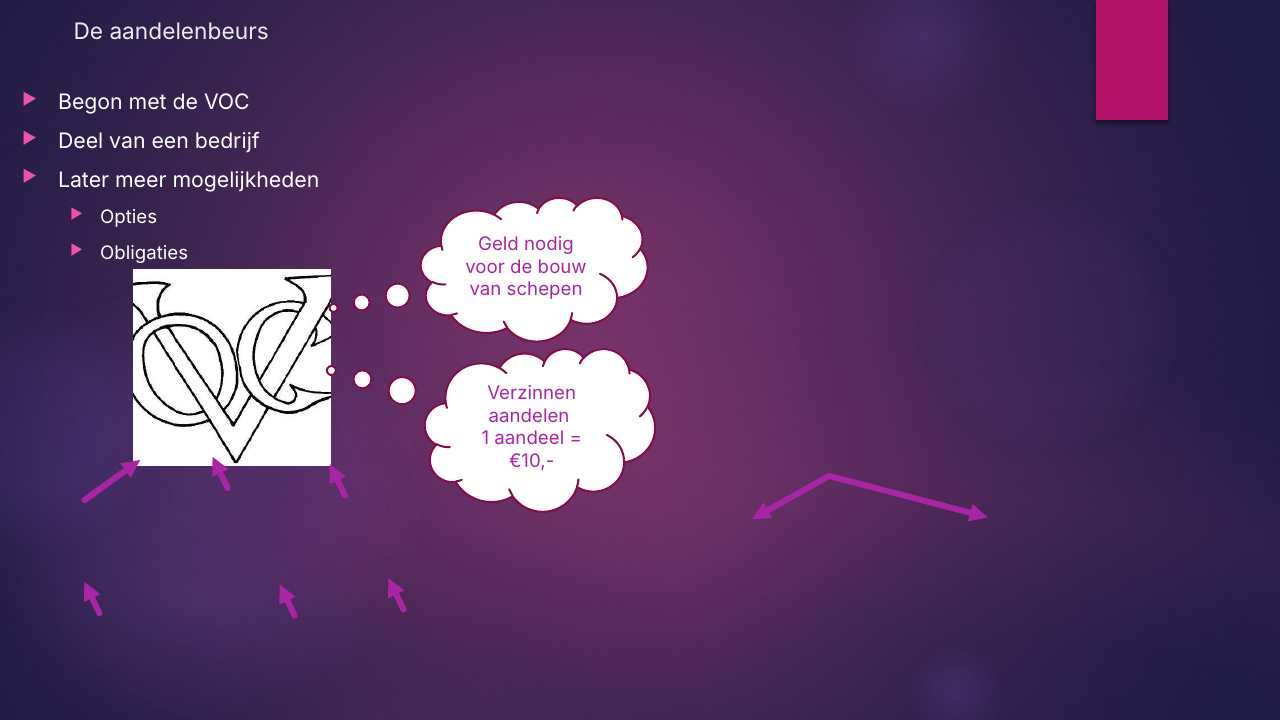 De aandelenbeurs
Begon met de VOC
Deel van een bedrijf
Later meer mogelijkheden
Opties
Obligaties
VOC
Geld nodig
voor de bouw
van schepen
Verzinnen
aandelen
1 aandeel =
€10,-